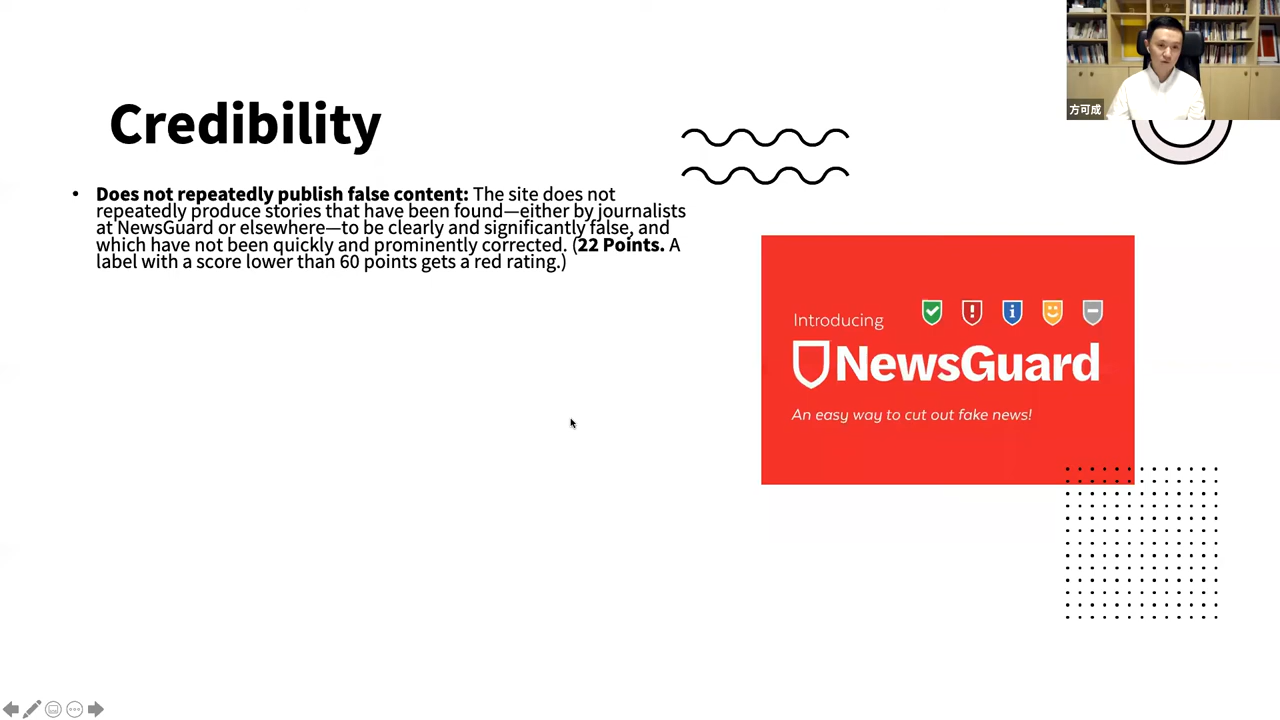 方可成
Credibility
• Does not repeatedly publish false content: The site does not
repeatedly produce stories that have been found—either by journalists
at NewsGuard or elsewhere—to be clearly and significantly false, and
which have not been quickly and prominently corrected. (22 Points. A
label with a score lower than 60 points gets a red rating.)
Introducing
NewsGuard
An easy way to cut out fake news!